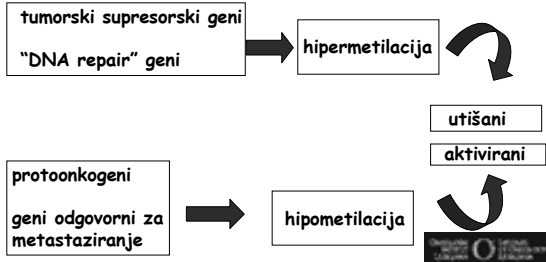 tumorski supresorski geni
“DNA repair” geni
hipermetilacija
utišani
aktivirani
protoonkogeni
geni odgovorni za
metastaziranje
hipometilacija